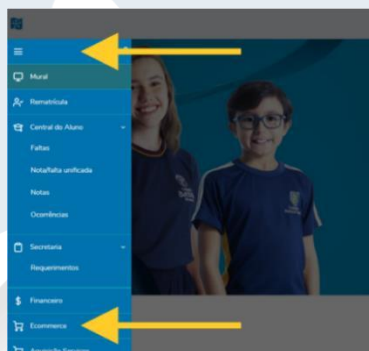 Mural
Rematrícula
Central do Aluno
Faltas
Nota/falta unificada
Notas
Ocorrências
Secretaria
Requerimentos
Financeiro
Ecommerce